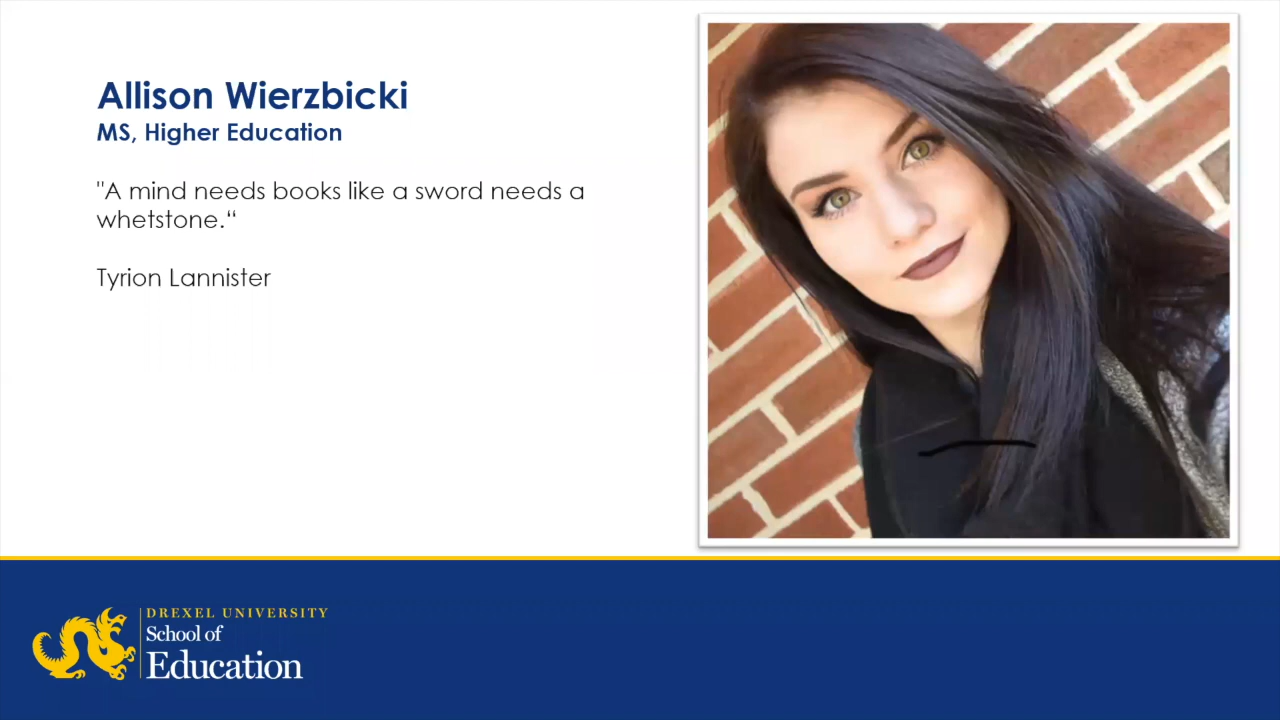 Allison Wierzbicki
MS, Higher Education
"A mind needs books like a sword needs a
whetstone.“
Tyrion Lannister
DREXEL UNIVERSITY
School of
Education